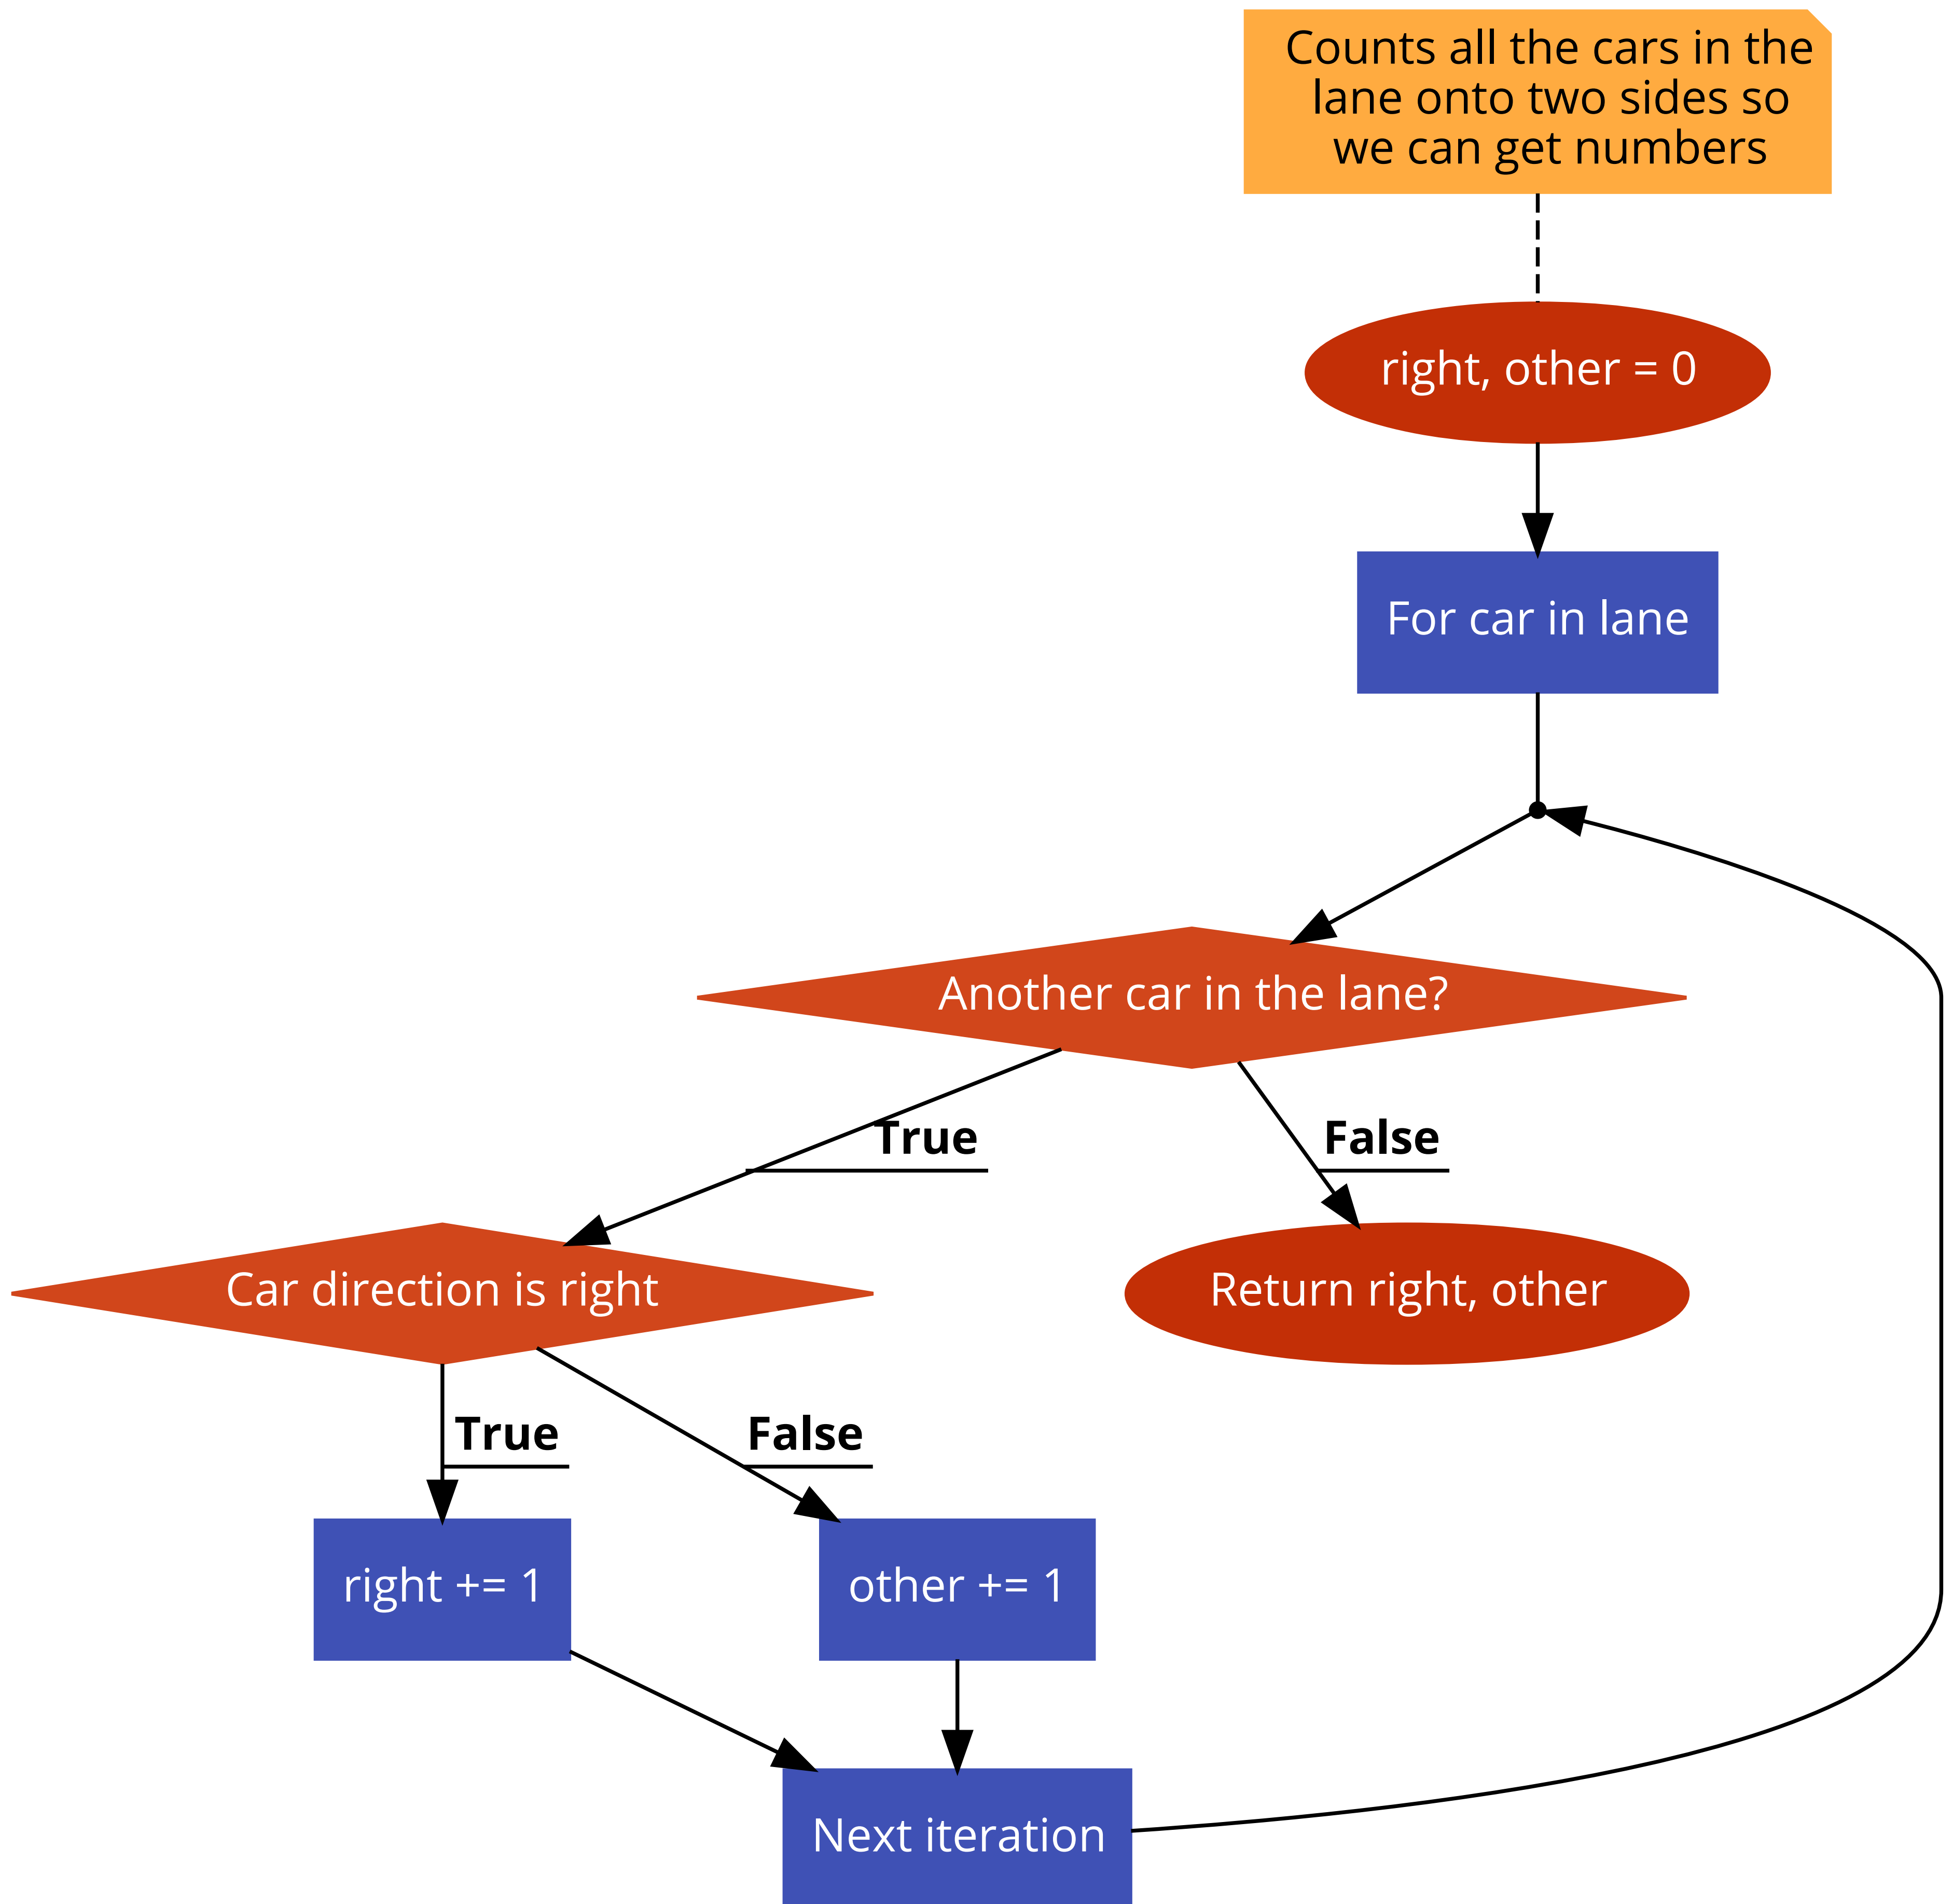 Counts all the cars in the
lane onto two sides so
we can get numbers
right, other = 0
For car in lane
Another car in the lane?
True
False
Car direction is right
Return right, other
True
False
right += 1
other += 1
Next iteration